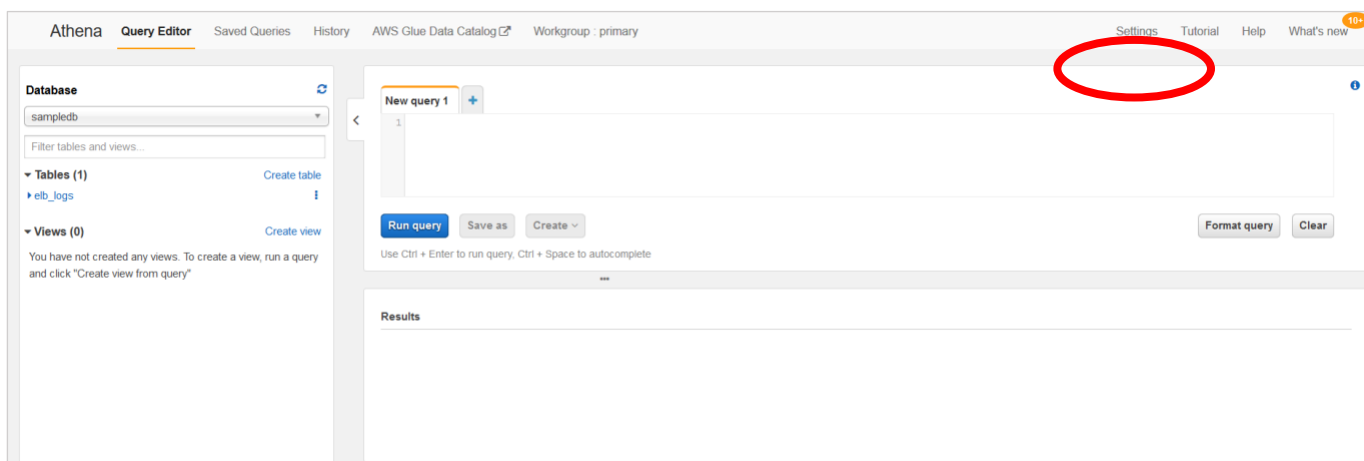 Athena Query Editor Saved Queries History AWS Glue Data Catalog Workgroup : primary Settings Tutorial Help What's new 10+
Database
sampledb
Filter tables and views...
Tables (1) Create table
elb_logs
Views (0) Create view
You have not created any views. To create a view, run a query
and click "Create view from query"
New query 1 +
1
Run query Save as Create Format query Clear
Use Ctrl + Enter to run query, Ctrl + Space to autocomplete
Results